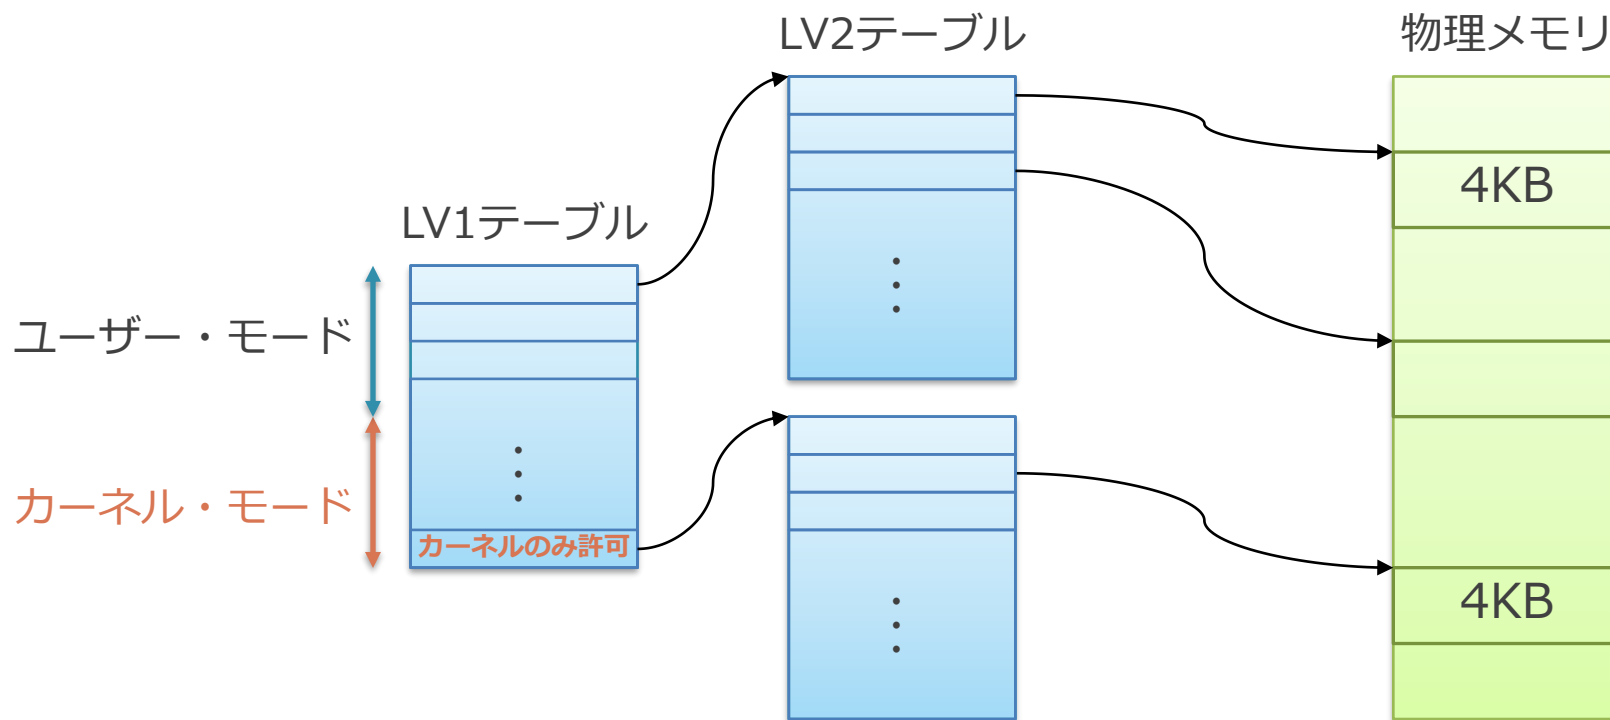 LV2テーブル
物理メモリ
4KB
LV1テーブル
ユーザー・モード
カーネル・モード
カーネルのみ許可
4KB